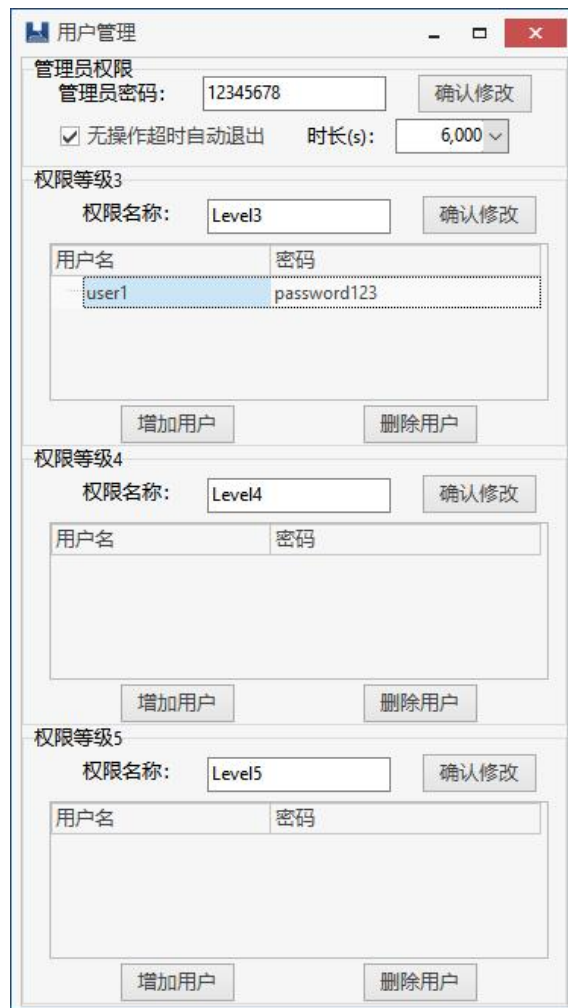 用户管理
管理员权限
管理员密码： 12345678 确认修改
无操作超时自动退出 时长(s)： 6,000
权限等级3
权限名称： Level3 确认修改
用户名 密码
user1 password123
增加用户 删除用户
权限等级4
权限名称： Level4 确认修改
用户名 密码
增加用户 删除用户
权限等级5
权限名称： Level5 确认修改
用户名 密码
增加用户 删除用户